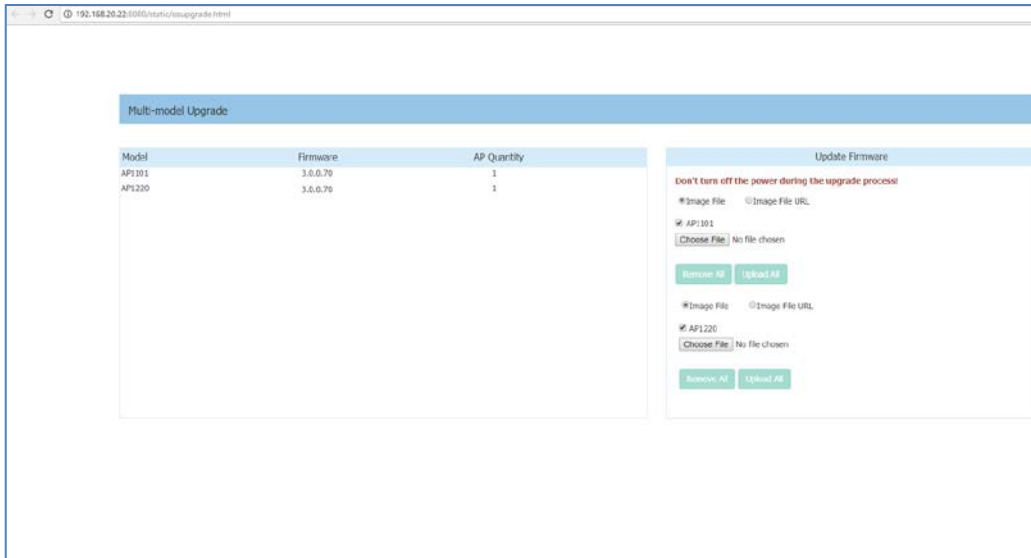 192.168.20.22:8080/static/ssupgrade.html
Multi-model Upgrade
Model Firmware AP Quantity
AP1101 3.0.0.70 1
AP1220 3.0.0.70 1
Update Firmware
Don't turn off the power during the upgrade process!
Image File Image File URL
AP1101
Choose File No file chosen
Remove All Upload All
Image File Image File URL
AP1220
Choose File No file chosen
Remove All Upload All